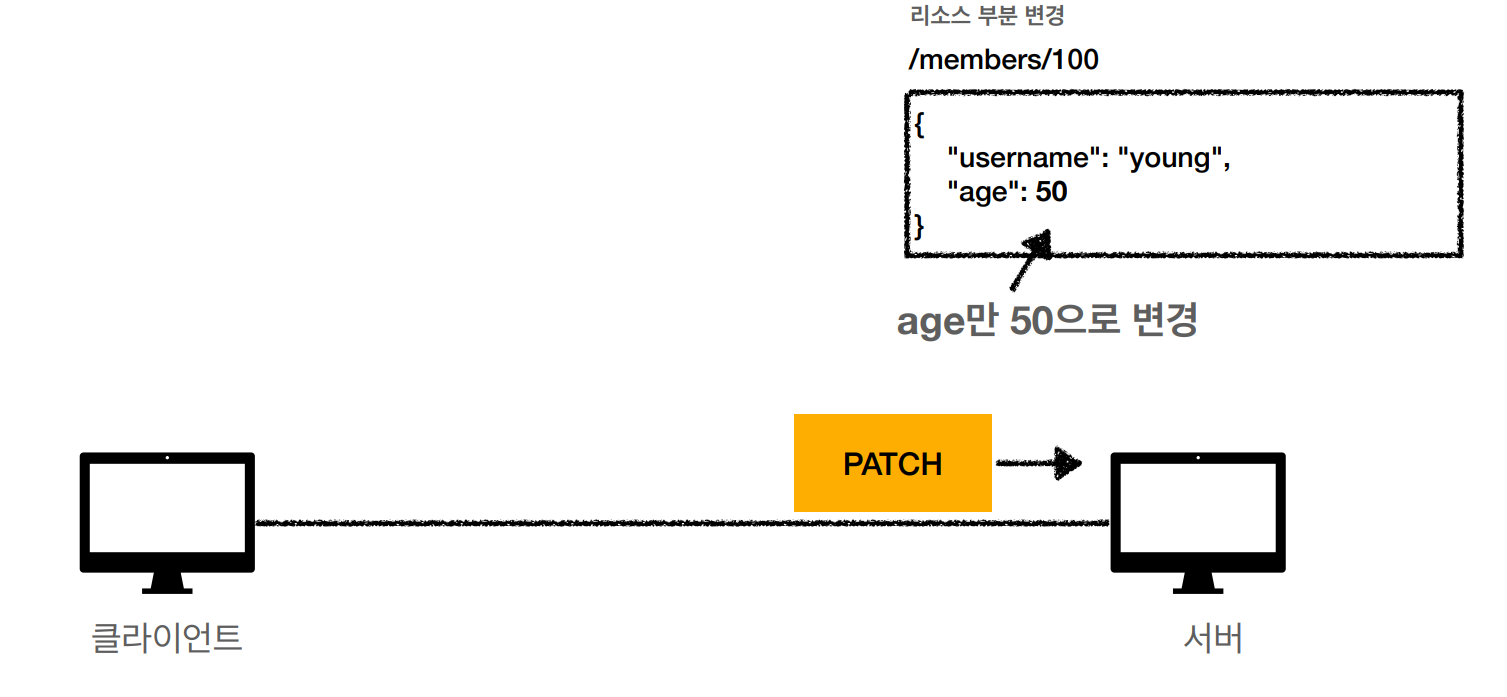 리소스 부분 변경
/members/100
{
"username": "young",
"age": 50
}
age만 50으로 변경
PATCH
클라이언트
서버